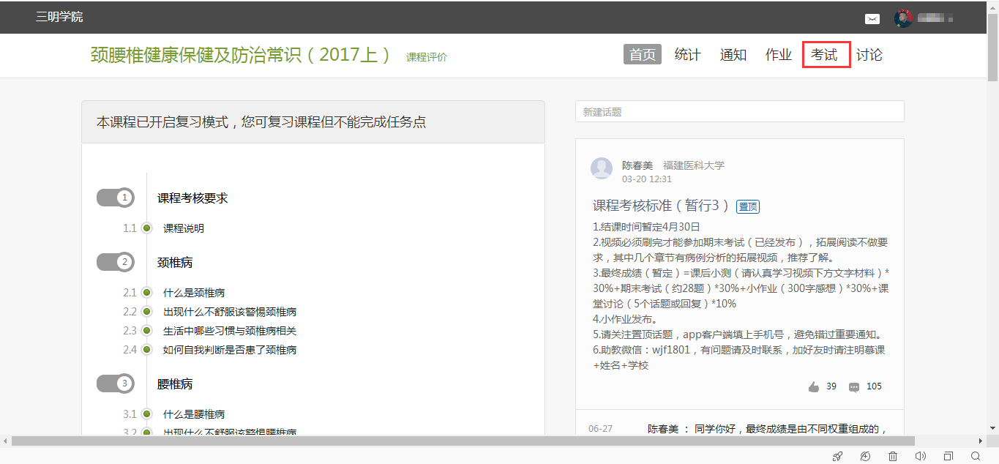 三明学院
颈腰椎健康保健及防治常识（2017上） 课程评价
首页 统计 通知 作业 考试 讨论
本课程已开启复习模式，您可复习课程但不能完成任务点
1 课程考核要求
1.1 课程说明
2 颈椎病
2.1 什么是颈椎病
2.2 出现什么不舒服该警惕颈椎病
2.3 生活中哪些习惯与颈椎病相关
2.4 如何自我判断是否患了颈椎病
3 腰椎病
3.1 什么是腰椎病
3.2 出现什么不舒服该警惕腰椎病
新建话题
陈春美 福建医科大学
03-20 12:31
课程考核标准（暂行3） 置顶
1.结课时间暂定4月30日
2.视频必须刷完才能参加期末考试（已经发布），拓展阅读不做要
求，其中几个章节有病例分析的拓展视频，推荐了解。
3.最终成绩（暂定）=课后小测（请认真学习视频下方文字材料）*
30%+期末考试（约28题）*30%+小作业（300字感想）*30%+课
堂讨论（5个话题或回复）*10%
4.小作业发布。
5.请关注置顶话题，app客户端填上手机号，避免错过重要通知。
6.助教微信：wjf1801，有问题请及时联系，加好友时请注明慕课
+姓名+学校
39 105
06-27 陈春美 ： 同学你好，最终成绩是由不同权重组成的，